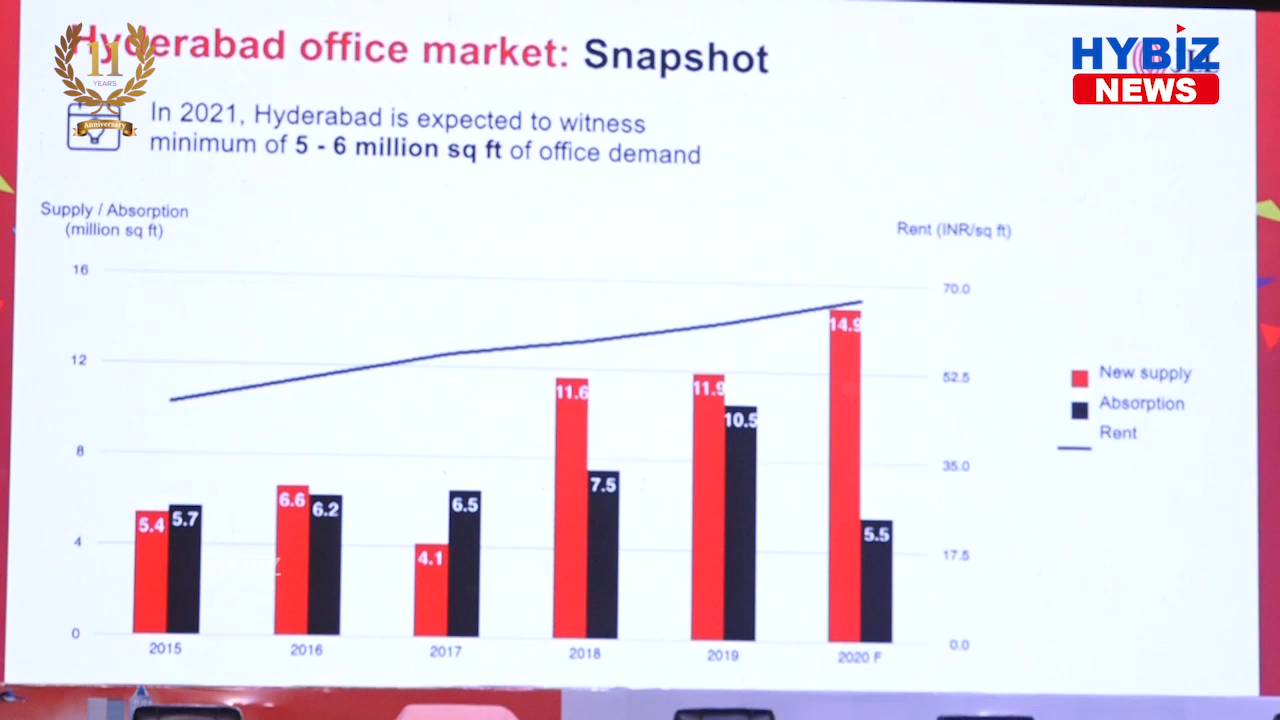 Hyderabad office market: Snapshot
11
YEARS
Anniversary
HYBIZ
NEWS
In 2021, Hyderabad is expected to witness
minimum of 5 - 6 million sq ft of office demand
Supply / Absorption
(million sq ft)
Rent (INR/sq ft)
16
12
8
4
0
70.0
52.5
35.0
17.5
0.0
5.4
5.7
6.6
6.2
4.1
6.5
11.6
7.5
11.9
10.5
14.9
5.5
2015
2016
2017
2018
2019
2020 F
New supply
Absorption
Rent